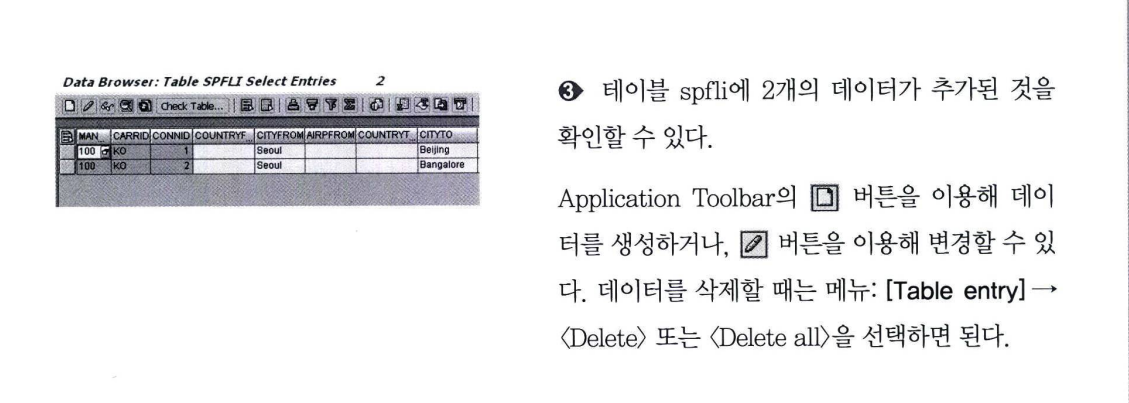 Data Browser: Table SPFLI Select Entries 2
Check Table...
MAN CARRID CONNID COUNTRYF CITYFROM AIRPFROM COUNTRYT CITYTO
100 KO 1 Seoul Beijing
100 KO 2 Seoul Bangalore
❸ 테이블 spfli에 2개의 데이터가 추가된 것을
확인할 수 있다.
Application Toolbar의 버튼을 이용해 데이
터를 생성하거나, 버튼을 이용해 변경할 수 있
다. 데이터를 삭제할 때는 메뉴: [Table entry] →
〈Delete〉 또는 〈Delete all〉을 선택하면 된다.